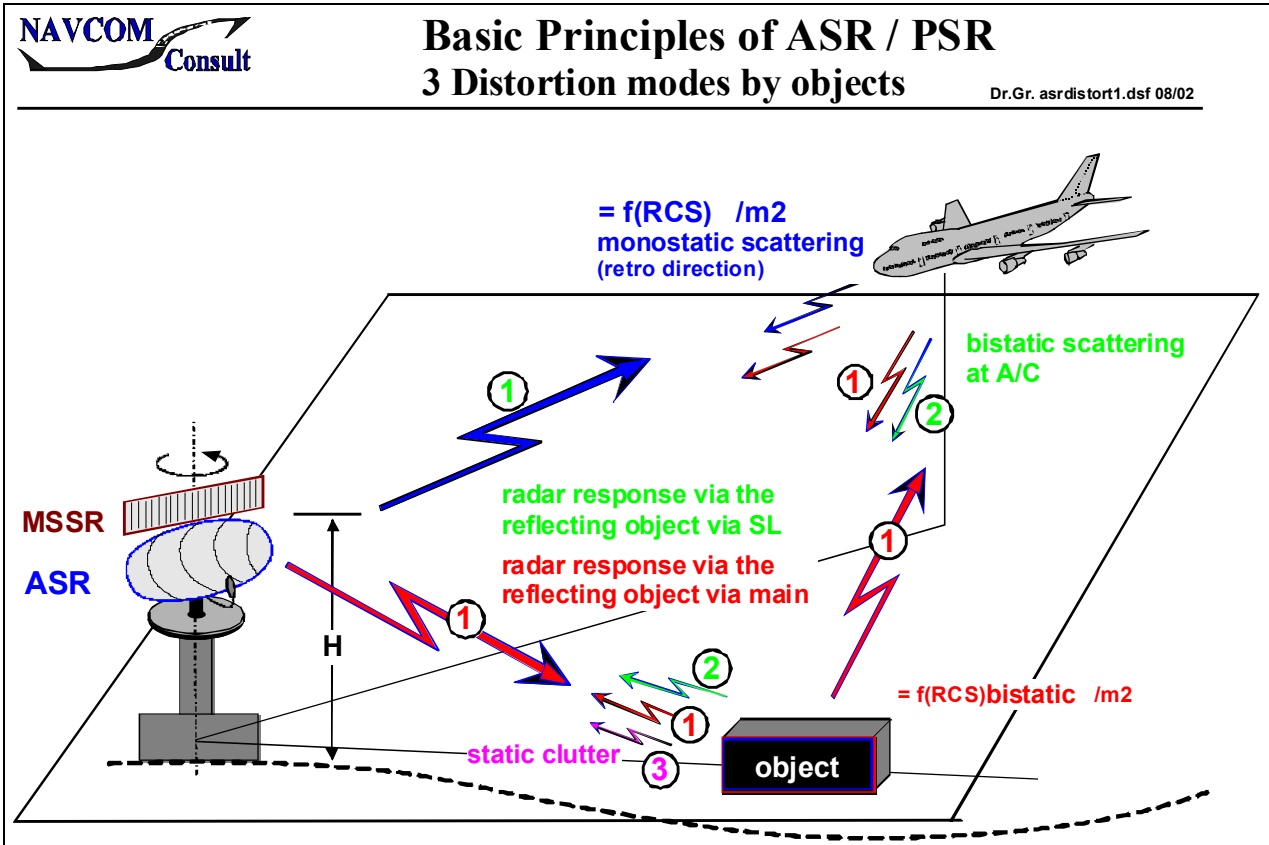 NAVCOM
Consult
Basic Principles of ASR / PSR
3 Distortion modes by objects
Dr.Gr. asrdistort1.dsf 08/02
= f(RCS) /m2
monostatic scattering
(retro direction)
bistatic scattering
at A/C
1
1
2
MSSR
ASR
radar response via the
reflecting object via SL
radar response via the
reflecting object via main
1
1
H
2
1
= f(RCS)bistatic /m2
static clutter
3
object